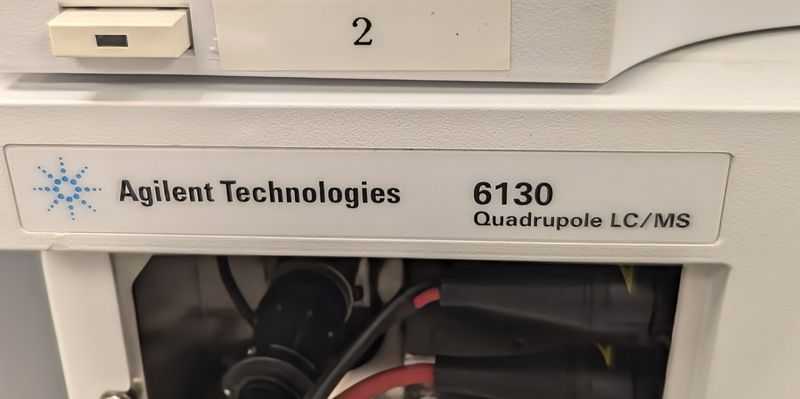 2
Agilent Technologies
6130
Quadrupole LC/MS